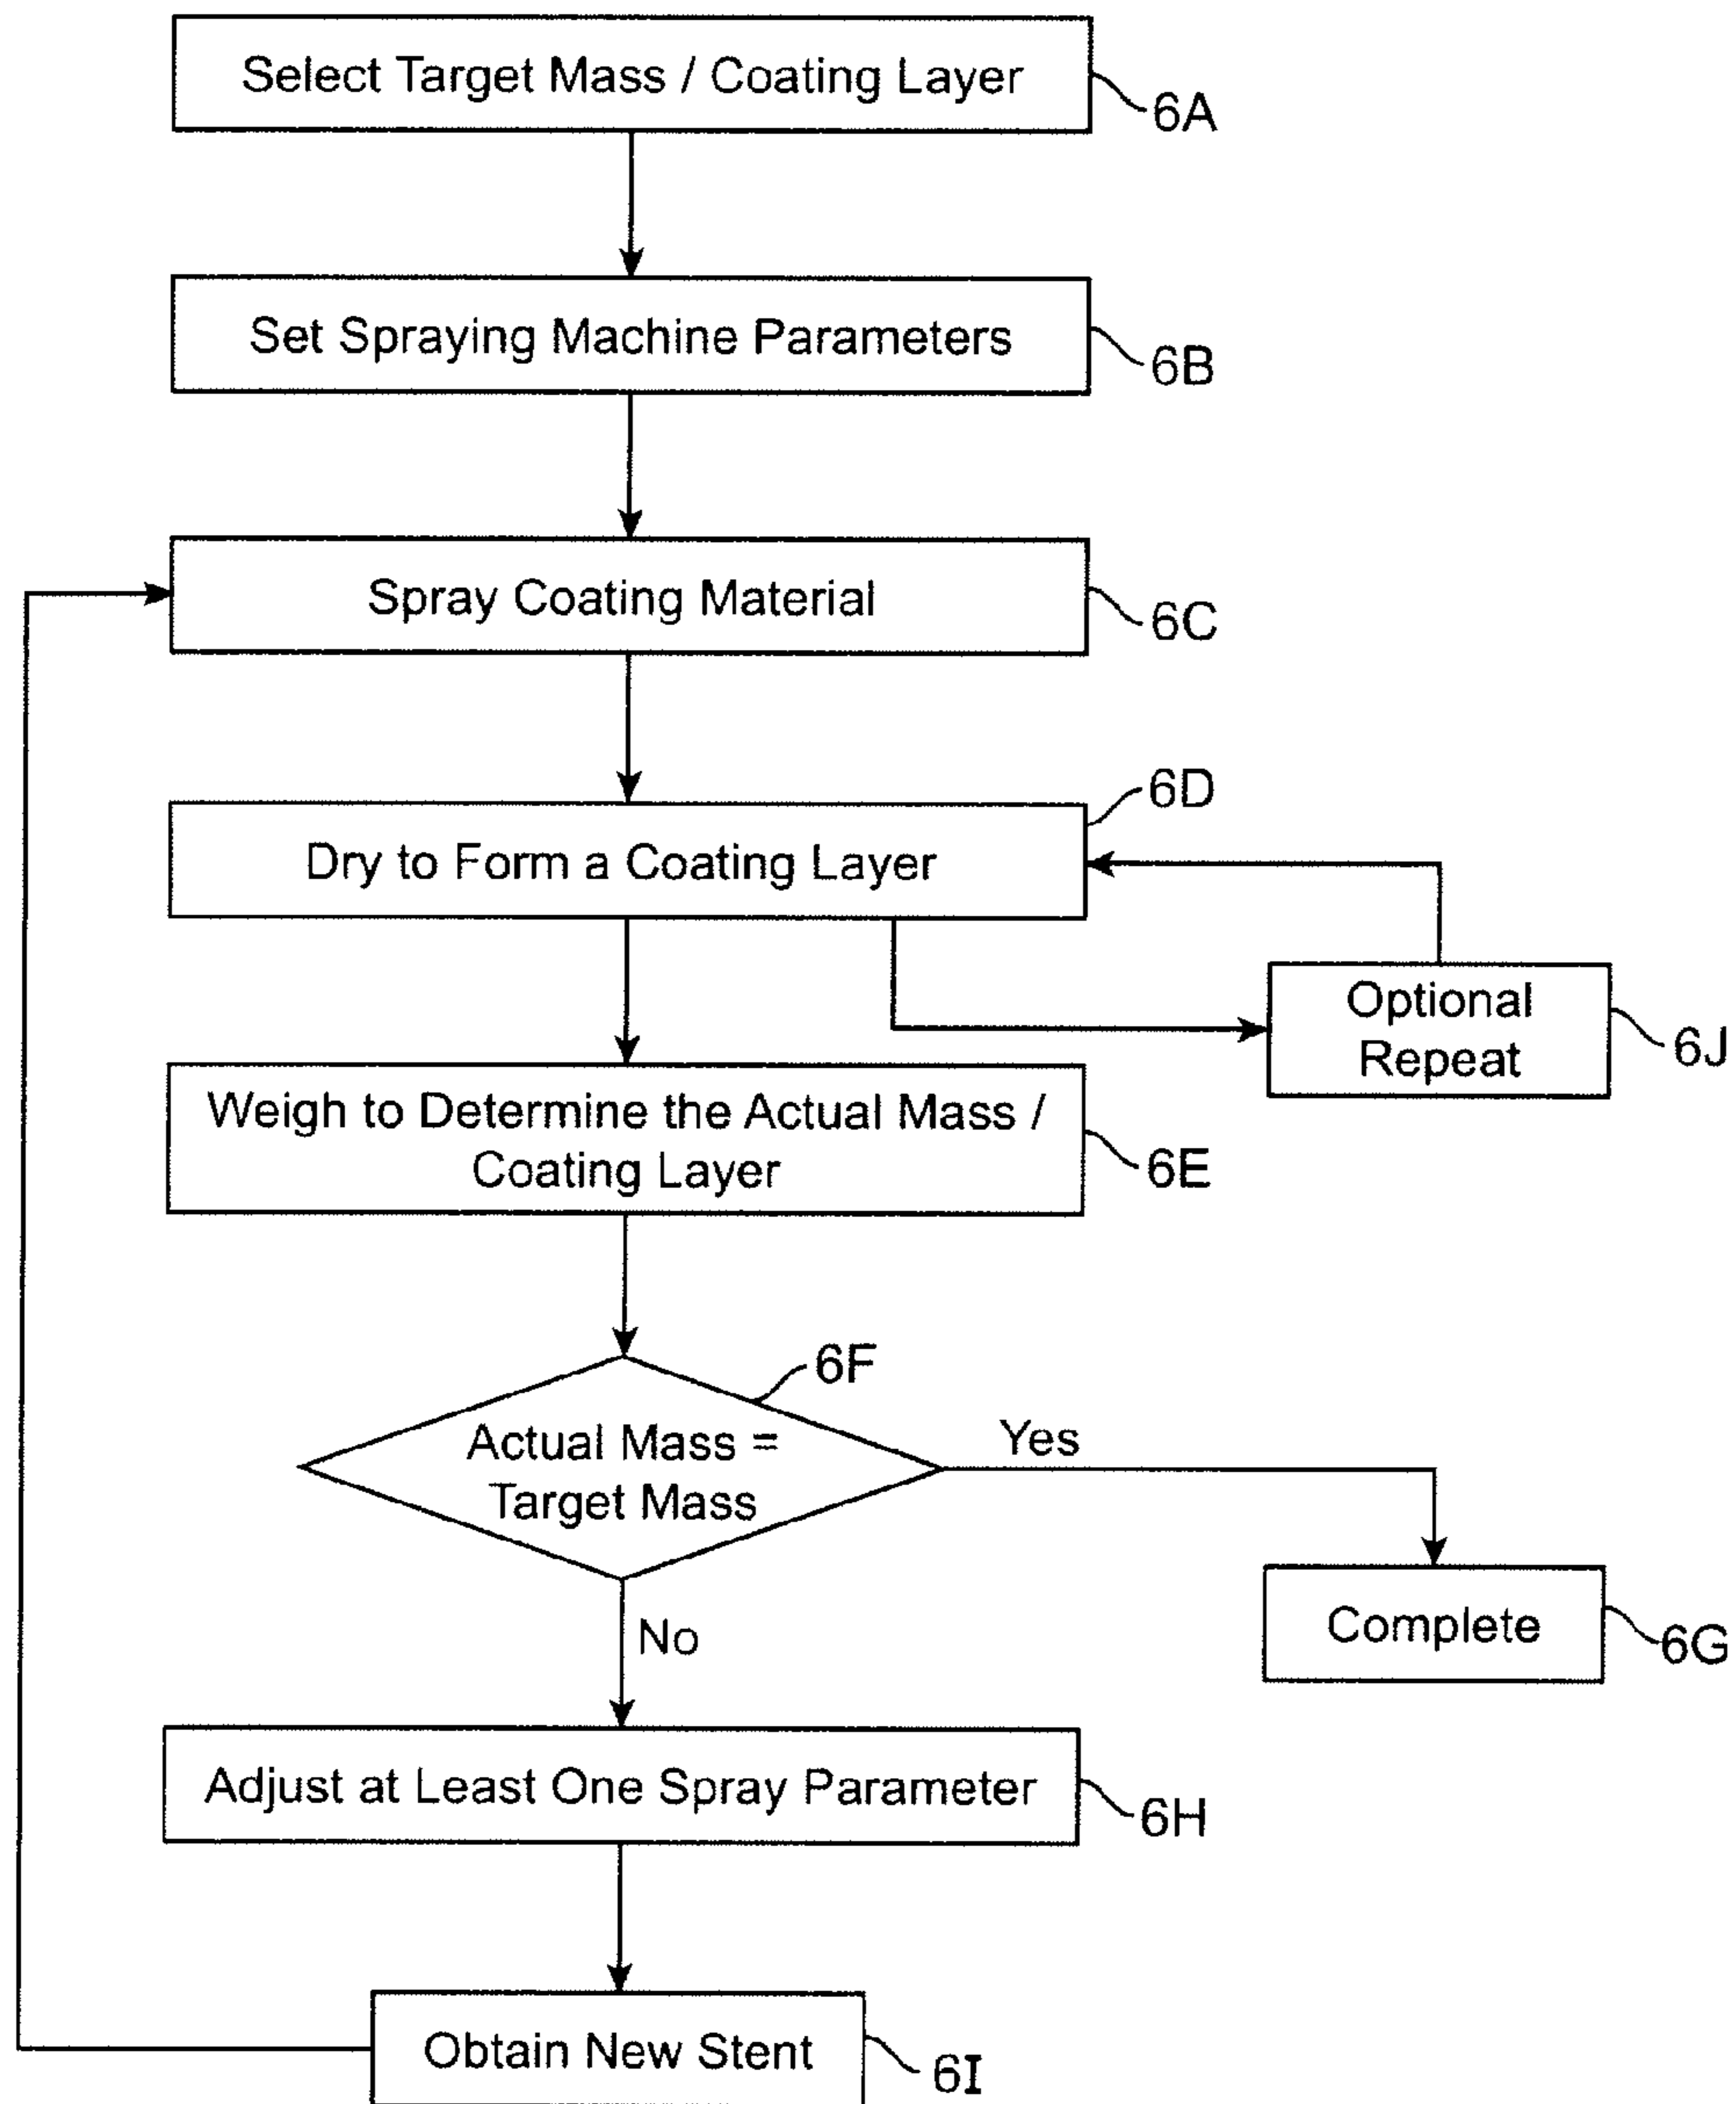 Select Target Mass / Coating Layer
6A
Set Spraying Machine Parameters
6B
Spray Coating Material
6C
6D
Dry to Form a Coating Layer
Optional
Repeat
6J
Weigh to Determine the Actual Mass /
Coating Layer
6E
6F
Actual Mass =
Target Mass
Yes
Complete
6G
No
Adjust at Least One Spray Parameter
6H
Obtain New Stent
6I